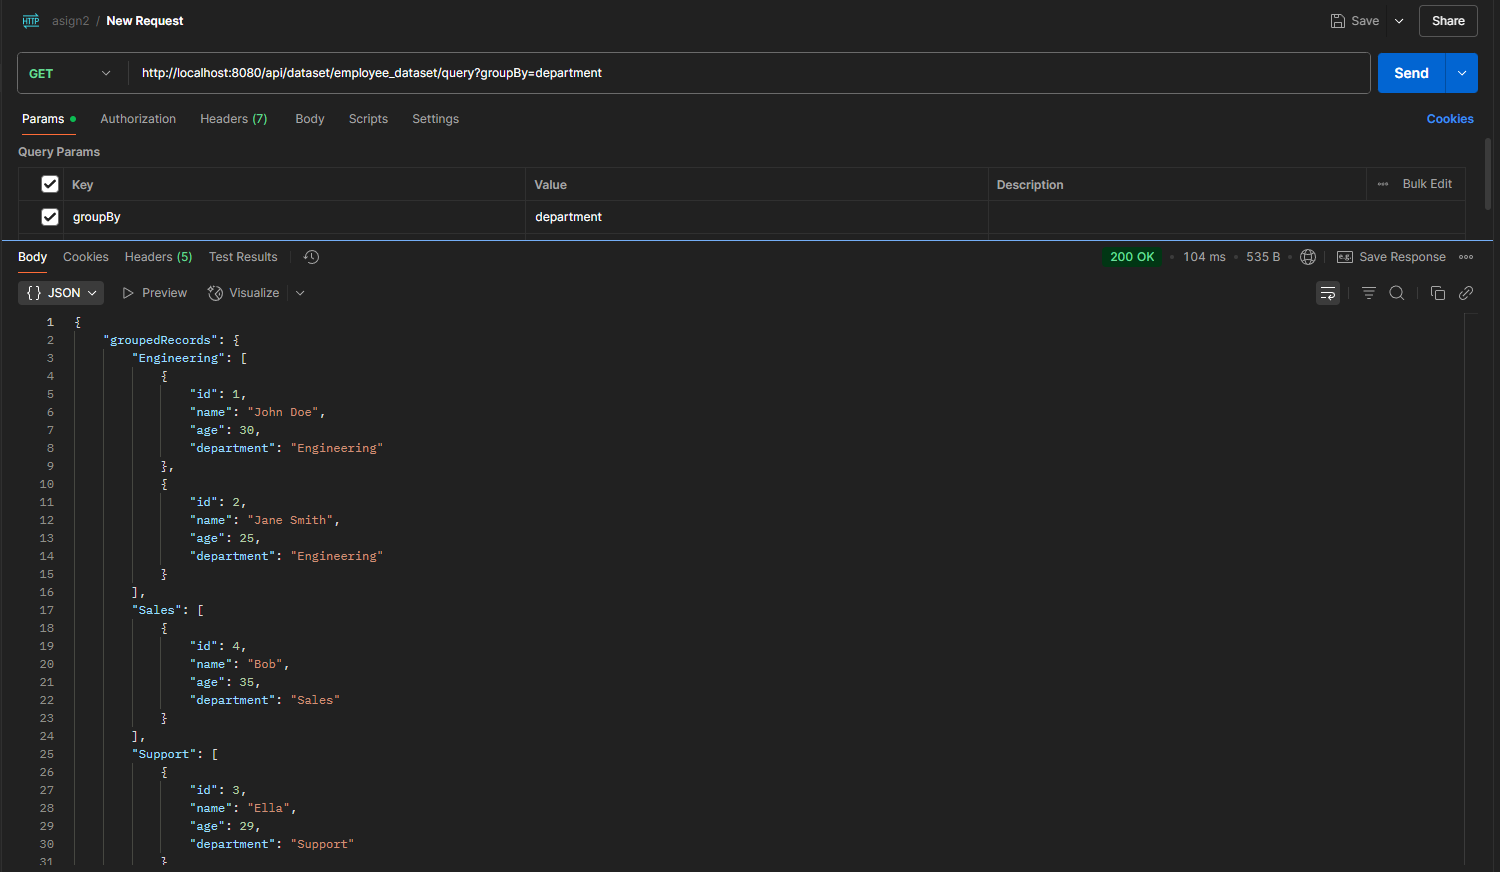 HTTP asign2 / New Request Save Share
GET http://localhost:8080/api/dataset/employee_dataset/query?groupBy=department Send
Params Authorization Headers (7) Body Scripts Settings Cookies
Query Params
Key Value Description Bulk Edit
groupBy department
Body Cookies Headers (5) Test Results 200 OK 104 ms 535 B e.g. Save Response
{} JSON Preview Visualize
1 {
2 "groupedRecords": {
3 "Engineering": [
4 {
5 "id": 1,
6 "name": "John Doe",
7 "age": 30,
8 "department": "Engineering"
9 },
10 {
11 "id": 2,
12 "name": "Jane Smith",
13 "age": 25,
14 "department": "Engineering"
15 }
16 ],
17 "Sales": [
18 {
19 "id": 4,
20 "name": "Bob",
21 "age": 35,
22 "department": "Sales"
23 }
24 ],
25 "Support": [
26 {
27 "id": 3,
28 "name": "Ella",
29 "age": 29,
30 "department": "Support"
31 }